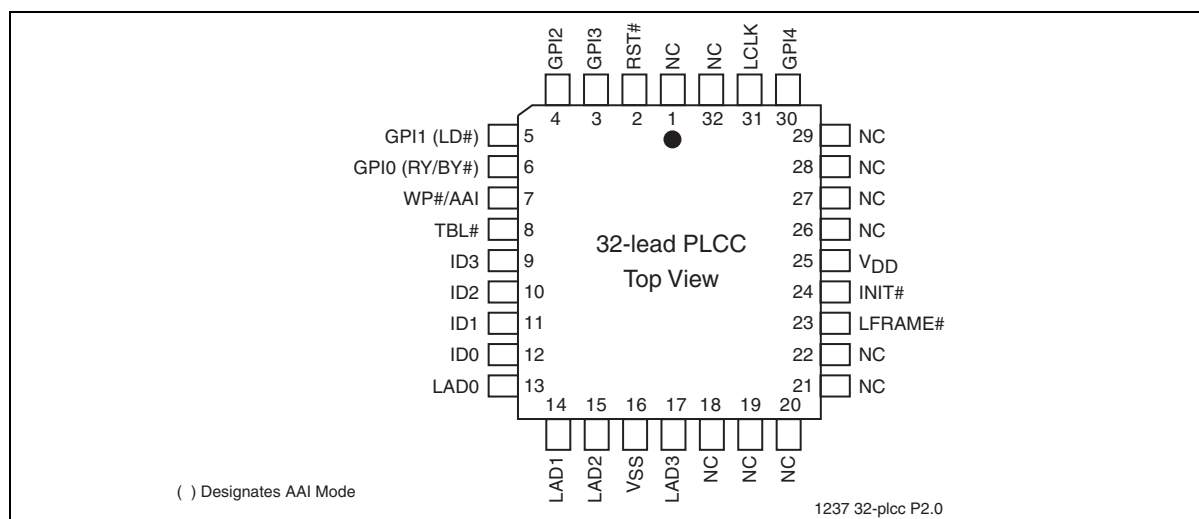 GPI2
GPI3
RST#
NC
NC
LCLK
GPI4
4 3 2 1 32 31 30
GPI1 (LD#) 5
GPI0 (RY/BY#) 6
WP#/AAI 7
TBL# 8
ID3 9
ID2 10
ID1 11
ID0 12
LAD0 13
32-lead PLCC
Top View
29 NC
28 NC
27 NC
26 NC
25 VDD
24 INIT#
23 LFRAME#
22 NC
21 NC
14 15 16 17 18 19 20
LAD1
LAD2
VSS
LAD3
NC
NC
NC
( ) Designates AAI Mode
1237 32-plcc P2.0